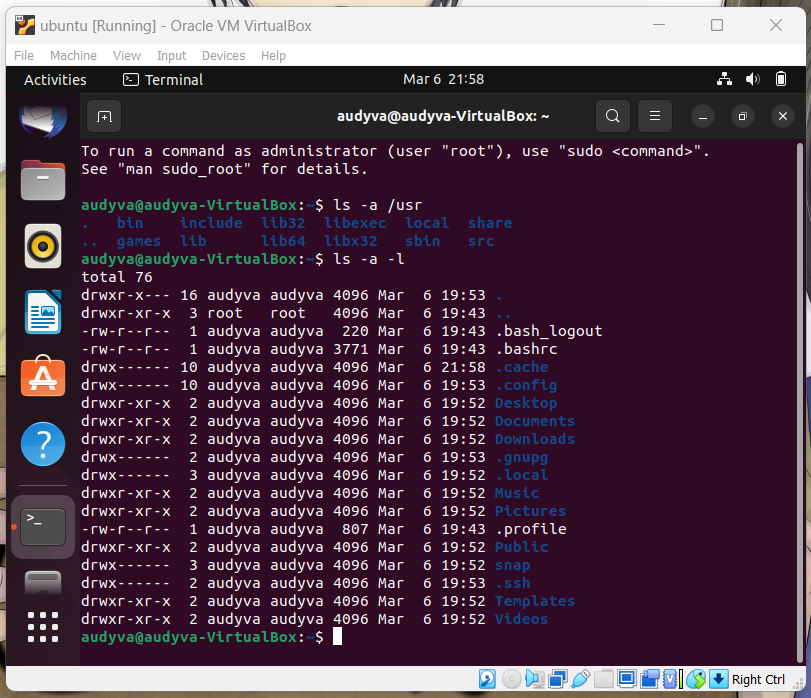 ubuntu [Running] - Oracle VM VirtualBox
File Machine View Input Devices Help
Activities Terminal Mar 6 21:58
audyva@audyva-VirtualBox: ~
To run a command as administrator (user "root"), use "sudo <command>".
See "man sudo_root" for details.
audyva@audyva-VirtualBox:~$ ls -a /usr
.   bin    include  lib32  libexec  local  share
..  games  lib      lib64  libx32   sbin   src
audyva@audyva-VirtualBox:~$ ls -a -l
total 76
drwxr-x--- 16 audyva audyva 4096 Mar  6 19:53 .
drwxr-xr-x  3 root   root   4096 Mar  6 19:43 ..
-rw-r--r--  1 audyva audyva  220 Mar  6 19:43 .bash_logout
-rw-r--r--  1 audyva audyva 3771 Mar  6 19:43 .bashrc
drwx------ 10 audyva audyva 4096 Mar  6 21:58 .cache
drwx------ 10 audyva audyva 4096 Mar  6 19:53 .config
drwxr-xr-x  2 audyva audyva 4096 Mar  6 19:52 Desktop
drwxr-xr-x  2 audyva audyva 4096 Mar  6 19:52 Documents
drwxr-xr-x  2 audyva audyva 4096 Mar  6 19:52 Downloads
drwx------  2 audyva audyva 4096 Mar  6 19:53 .gnupg
drwx------  3 audyva audyva 4096 Mar  6 19:52 .local
drwxr-xr-x  2 audyva audyva 4096 Mar  6 19:52 Music
drwxr-xr-x  2 audyva audyva 4096 Mar  6 19:52 Pictures
-rw-r--r--  1 audyva audyva  807 Mar  6 19:43 .profile
drwxr-xr-x  2 audyva audyva 4096 Mar  6 19:52 Public
drwx------  3 audyva audyva 4096 Mar  6 19:52 snap
drwx------  2 audyva audyva 4096 Mar  6 19:53 .ssh
drwxr-xr-x  2 audyva audyva 4096 Mar  6 19:52 Templates
drwxr-xr-x  2 audyva audyva 4096 Mar  6 19:52 Videos
audyva@audyva-VirtualBox:~$
Right Ctrl